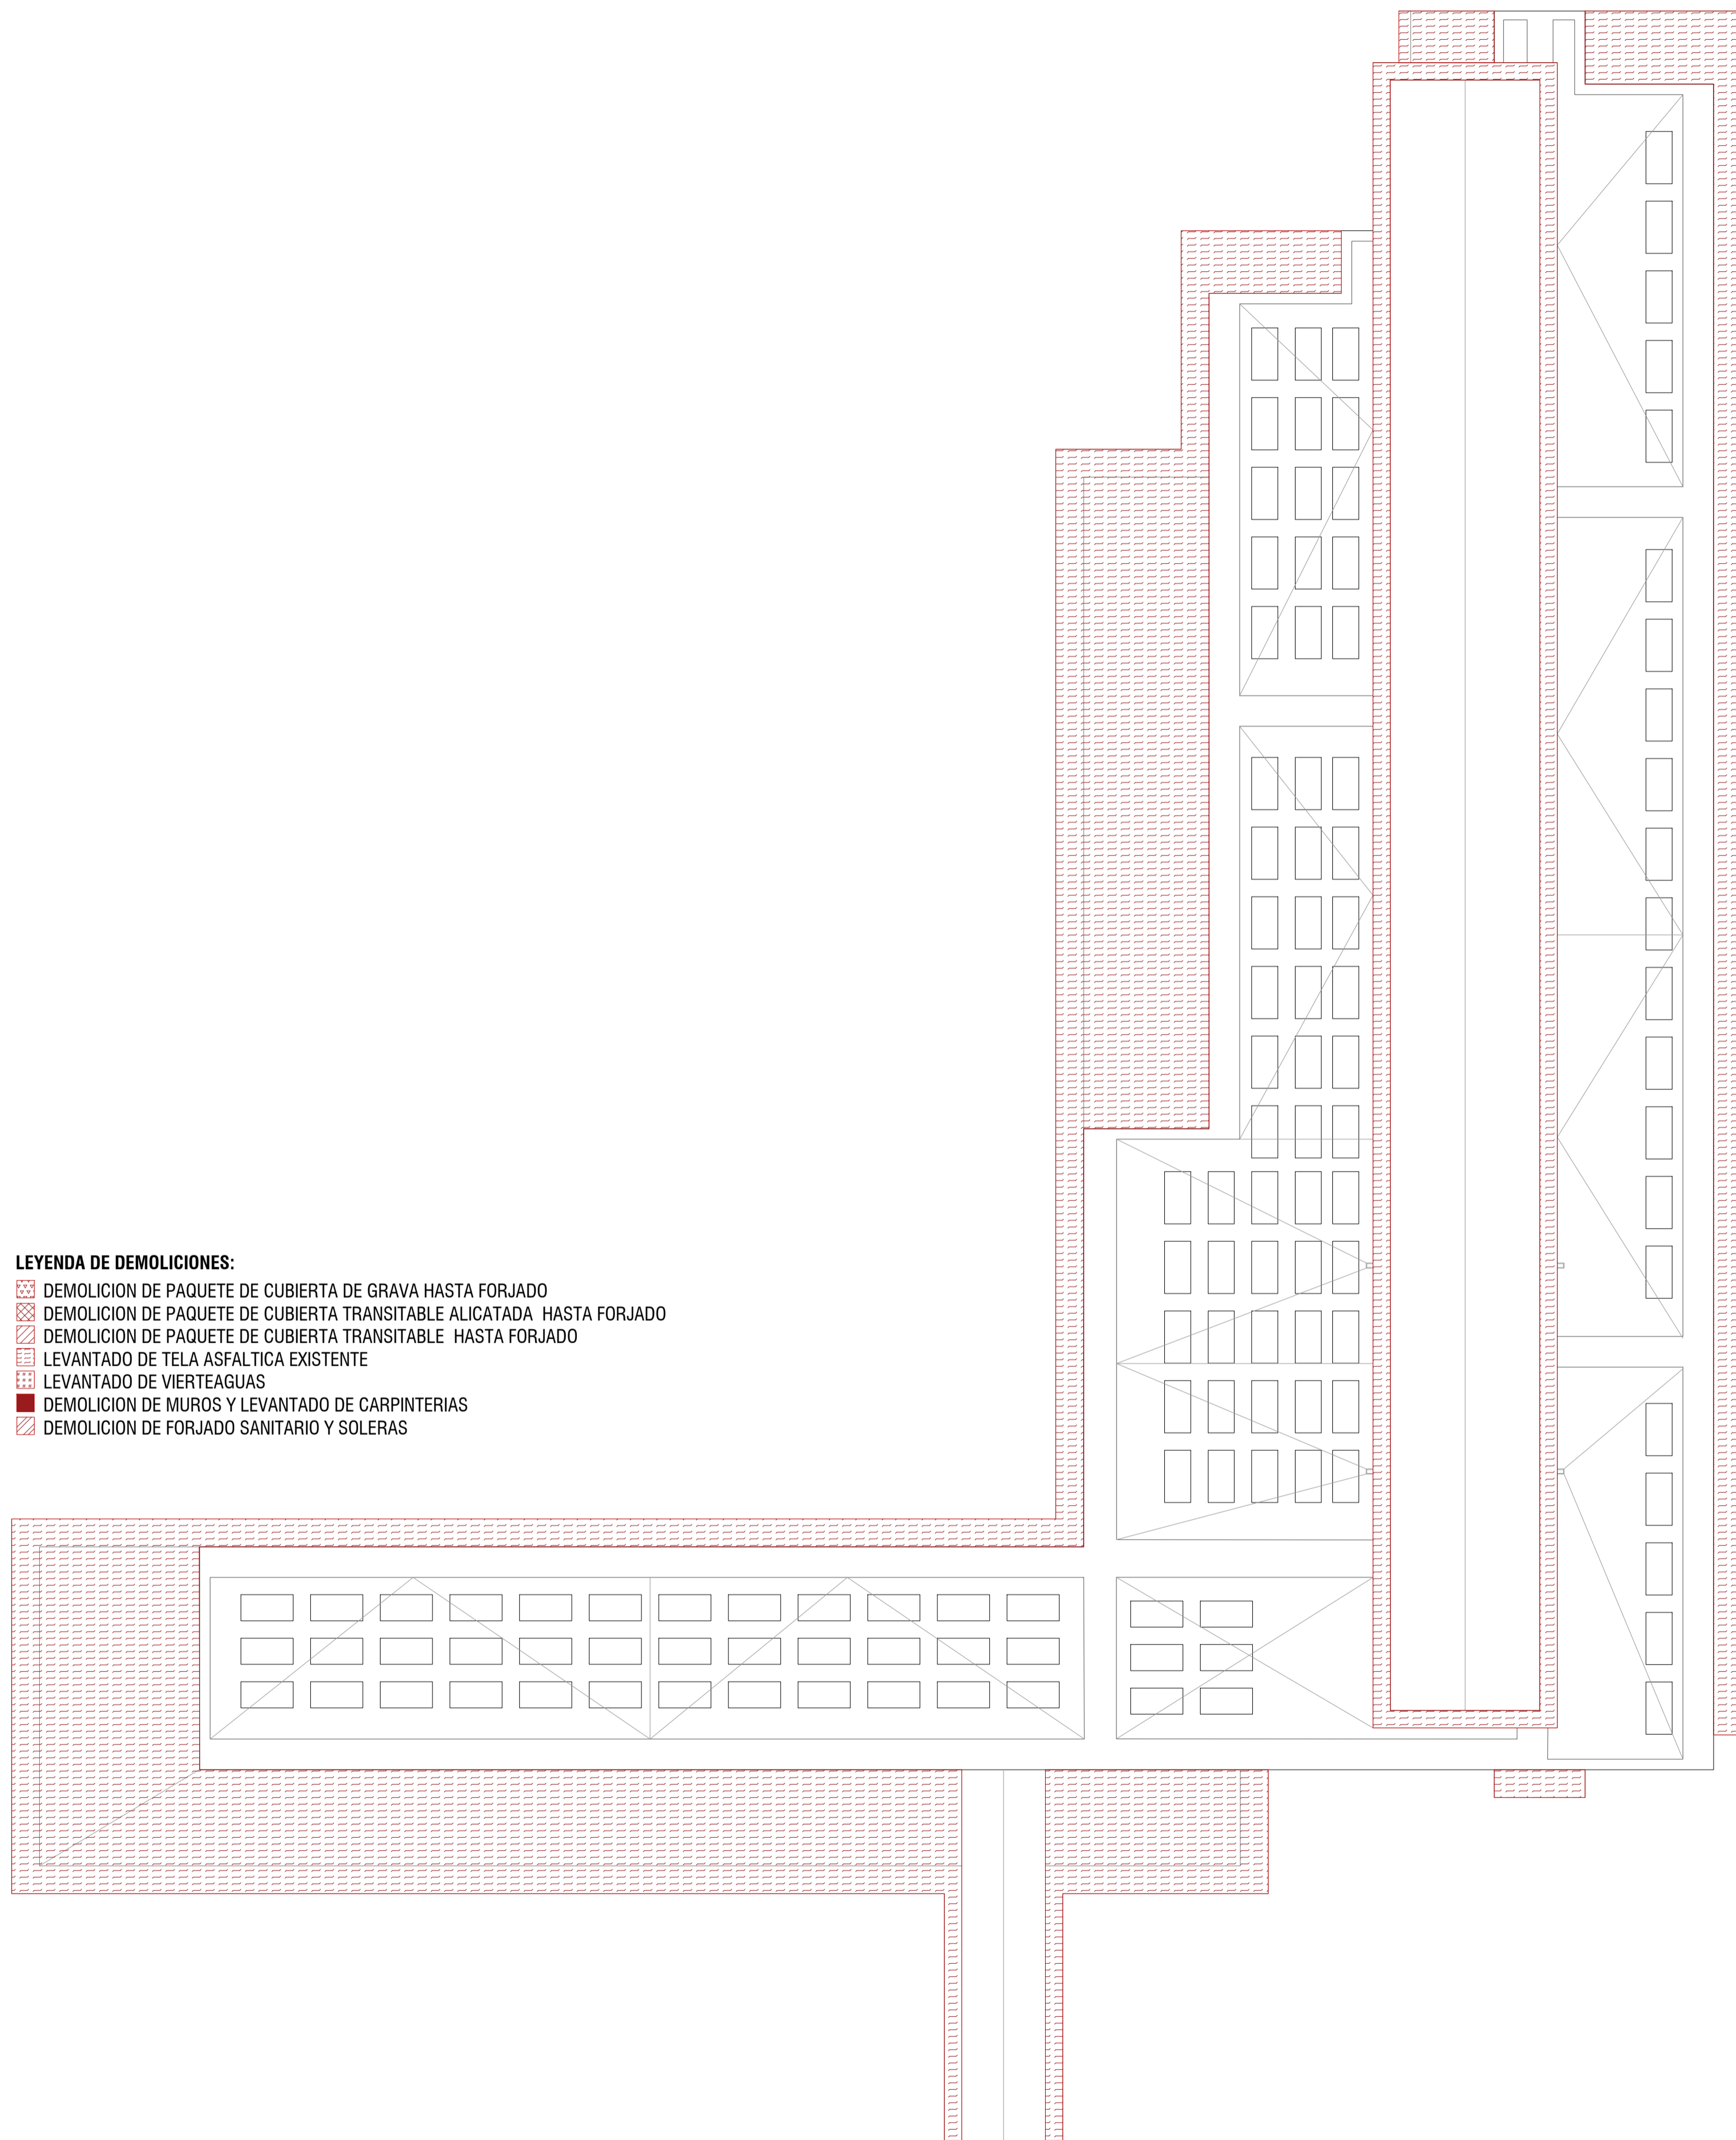 LEYENDA DE DEMOLICIONES:
DEMOLICION DE PAQUETE DE CUBIERTA DE GRAVA HASTA FORJADO
DEMOLICION DE PAQUETE DE CUBIERTA TRANSITABLE ALICATADA  HASTA FORJADO
DEMOLICION DE PAQUETE DE CUBIERTA TRANSITABLE  HASTA FORJADO
LEVANTADO DE TELA ASFALTICA EXISTENTE
LEVANTADO DE VIERTEAGUAS
DEMOLICION DE MUROS Y LEVANTADO DE CARPINTERIAS
DEMOLICION DE FORJADO SANITARIO Y SOLERAS